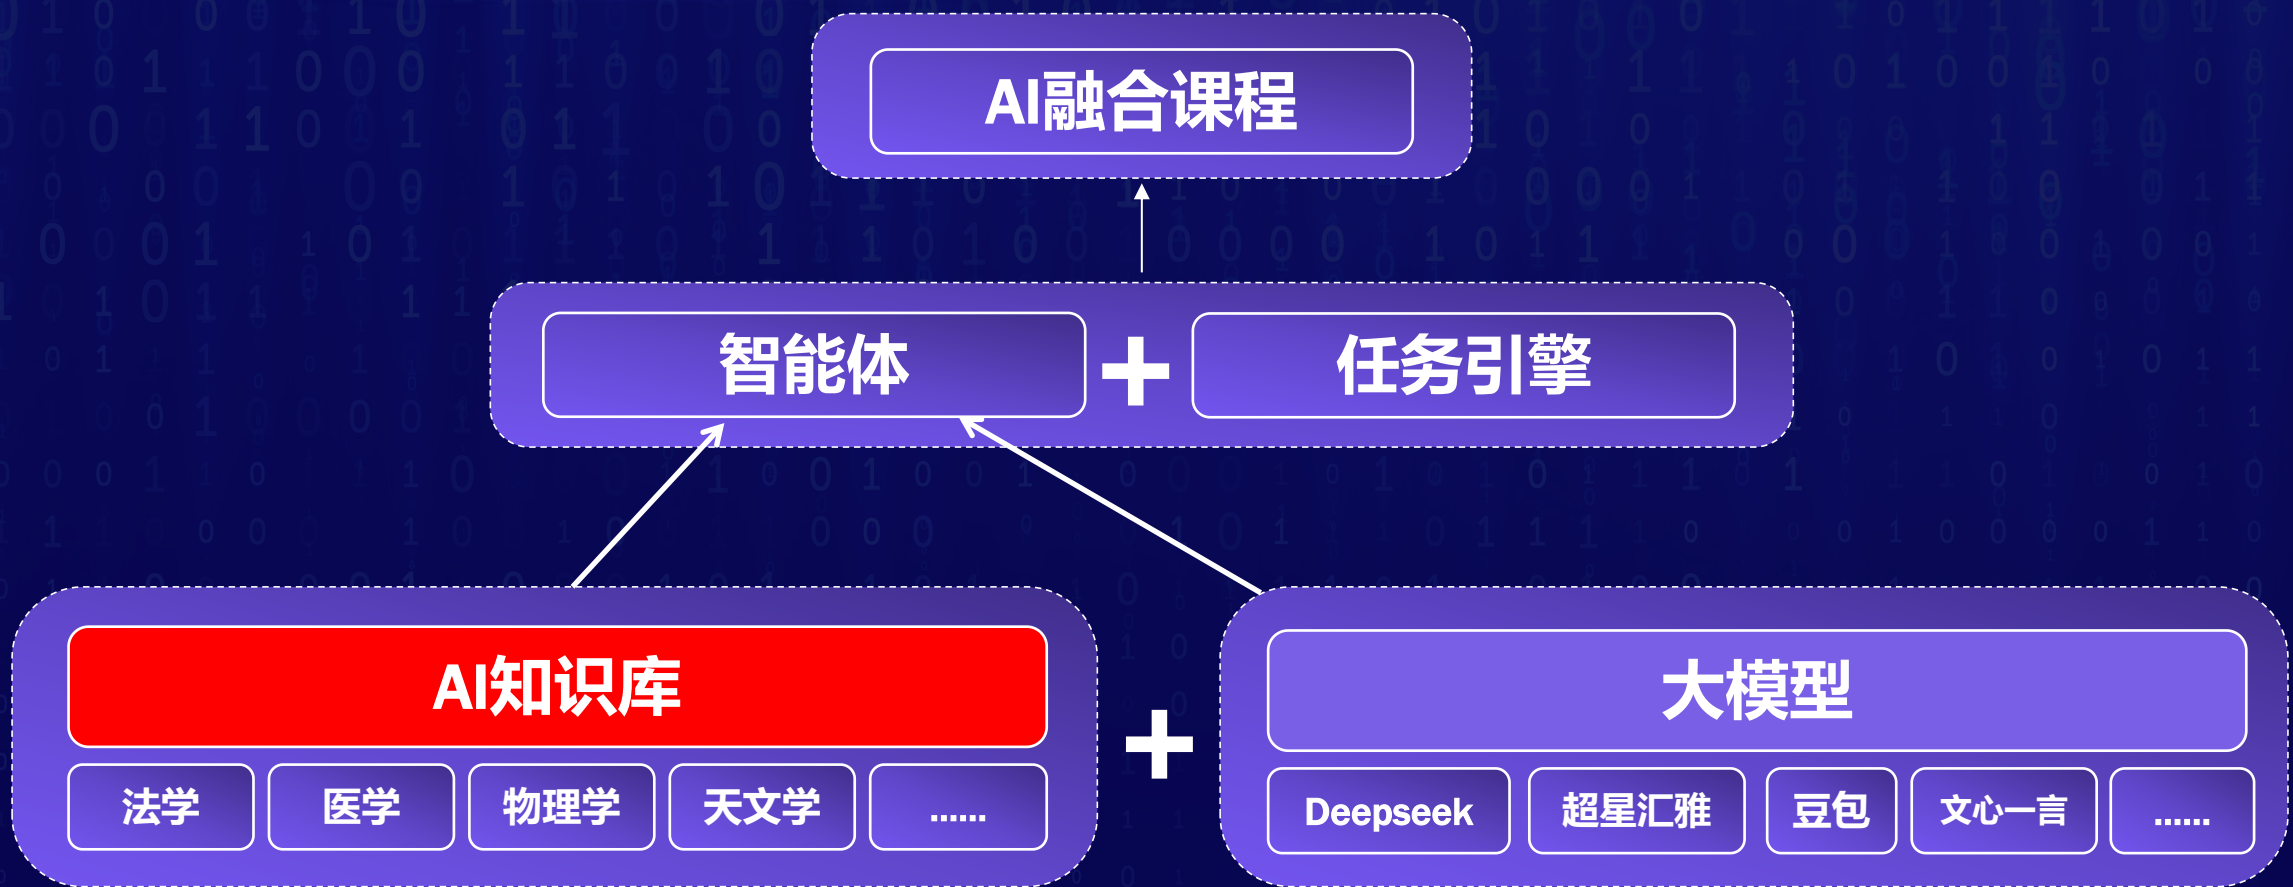 AI融合课程
智能体 + 任务引擎
AI知识库
法学 医学 物理学 天文学 ......
+
大模型
Deepseek 超星汇雅 豆包 文心一言 ......